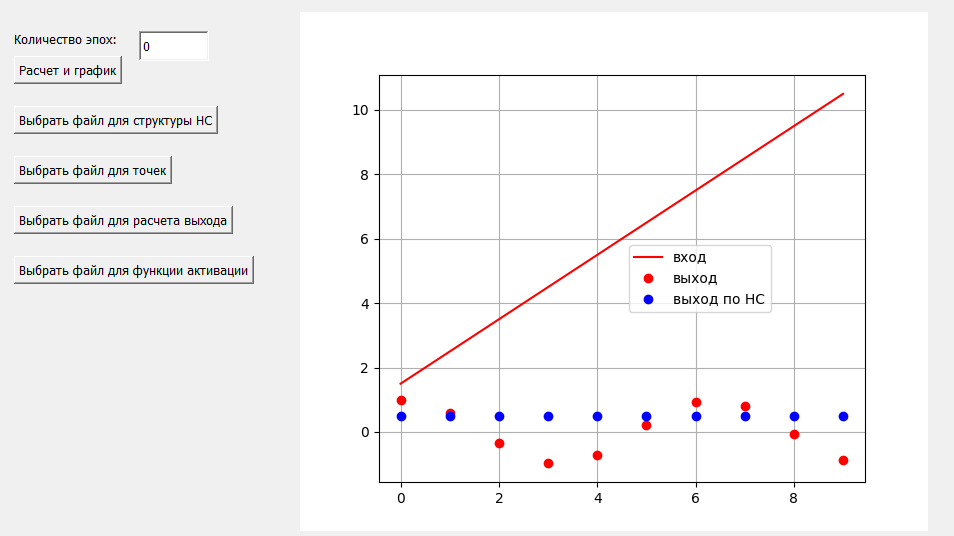 Количество эпох:
0
Расчет и график
Выбрать файл для структуры НС
Выбрать файл для точек
Выбрать файл для расчета выхода
Выбрать файл для функции активации
10
8
6
4
2
0
вход
выход
выход по НС
0 2 4 6 8